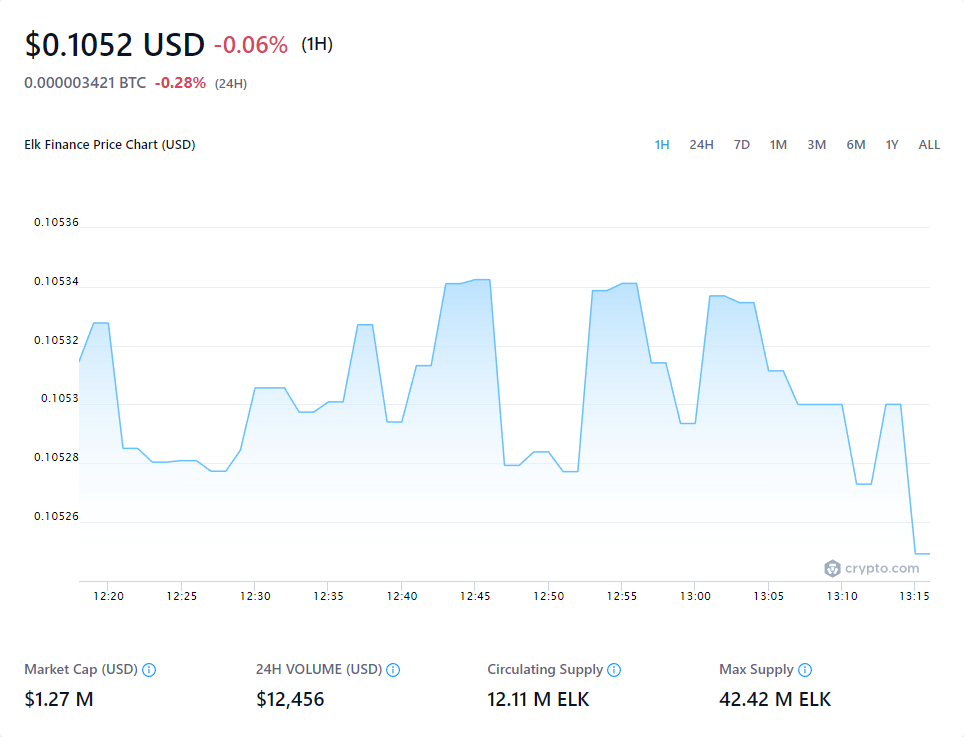 $0.1052 USD -0.06% (1H)
0.000003421 BTC -0.28% (24H)
Elk Finance Price Chart (USD) 1H 24H 7D 1M 3M 6M 1Y ALL
0.10536
0.10534
0.10532
0.1053
0.10528
0.10526
crypto.com
12:20 12:25 12:30 12:35 12:40 12:45 12:50 12:55 13:00 13:05 13:10 13:15
Market Cap (USD) 24H VOLUME (USD) Circulating Supply Max Supply
$1.27 M $12,456 12.11 M ELK 42.42 M ELK